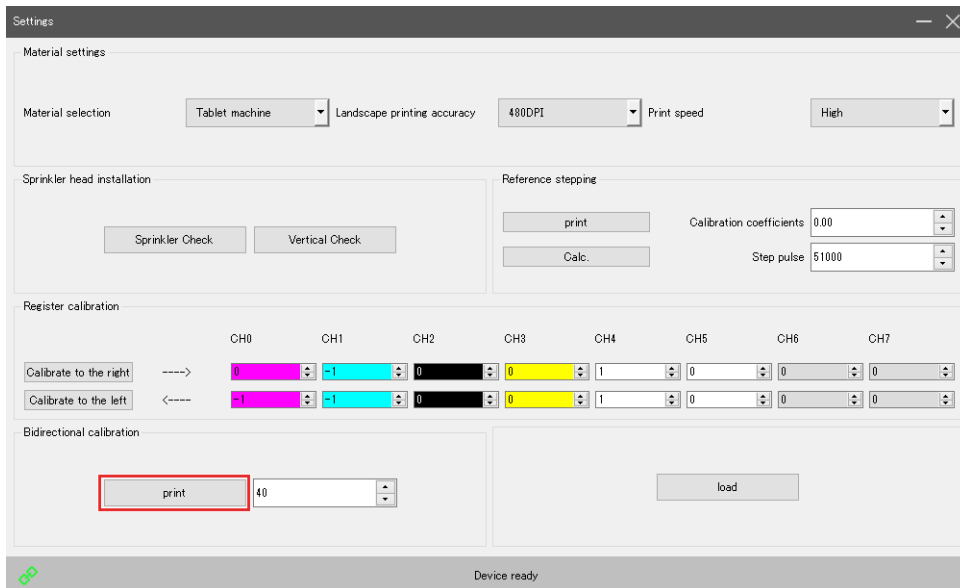 Settings
Material settings
Material selection Tablet machine Landscape printing accuracy 480DPI Print speed High
Sprinkler head installation
Sprinkler Check Vertical Check
Reference stepping
print Calibration coefficients 0.00
Calc. Step pulse 51000
Register calibration
CH0 CH1 CH2 CH3 CH4 CH5 CH6 CH7
Calibrate to the right ----> 0 -1 0 0 1 0 0 0
Calibrate to the left <---- -1 -1 0 0 1 0 0 0
Bidirectional calibration
print 40
load
Device ready